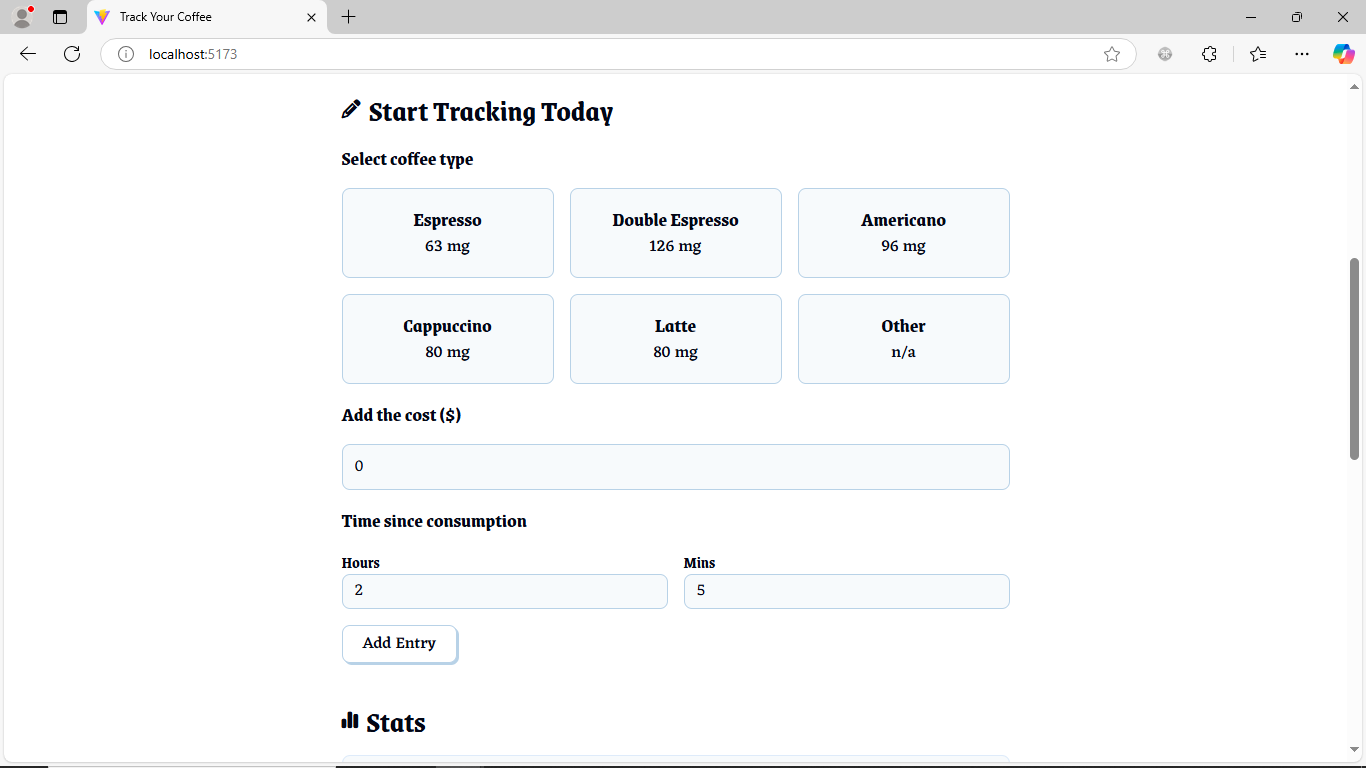 Track Your Coffee
localhost:5173
Start Tracking Today
Select coffee type
Espresso
63 mg
Double Espresso
126 mg
Americano
96 mg
Cappuccino
80 mg
Latte
80 mg
Other
n/a
Add the cost ($)
0
Time since consumption
Hours
Mins
2
5
Add Entry
Stats